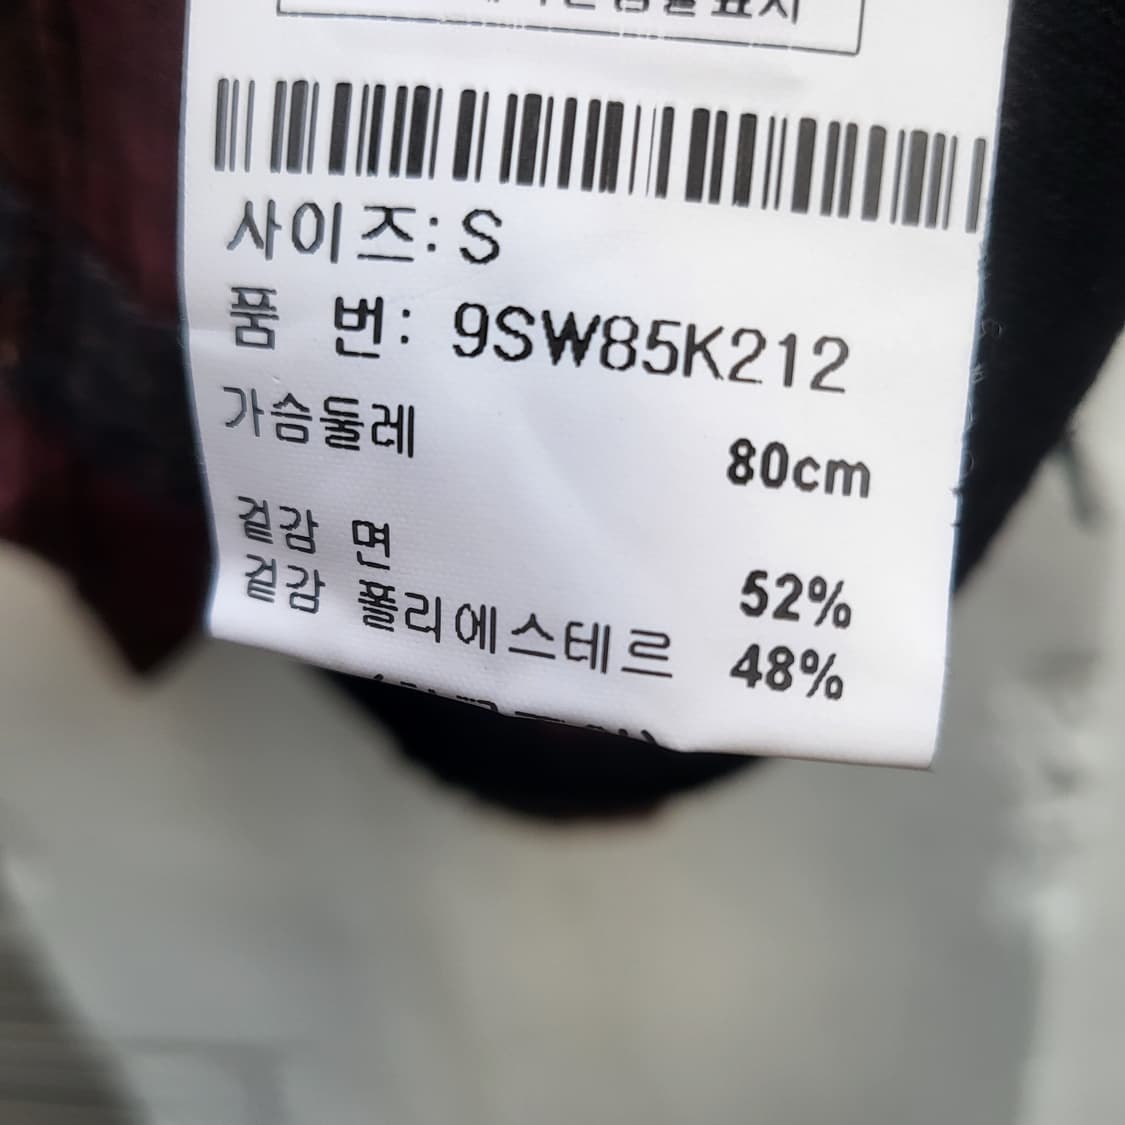 사이즈: S
품 번: 9SW85K212
가슴둘레 80cm
겉감 면 52%
겉감 폴리에스테르 48%